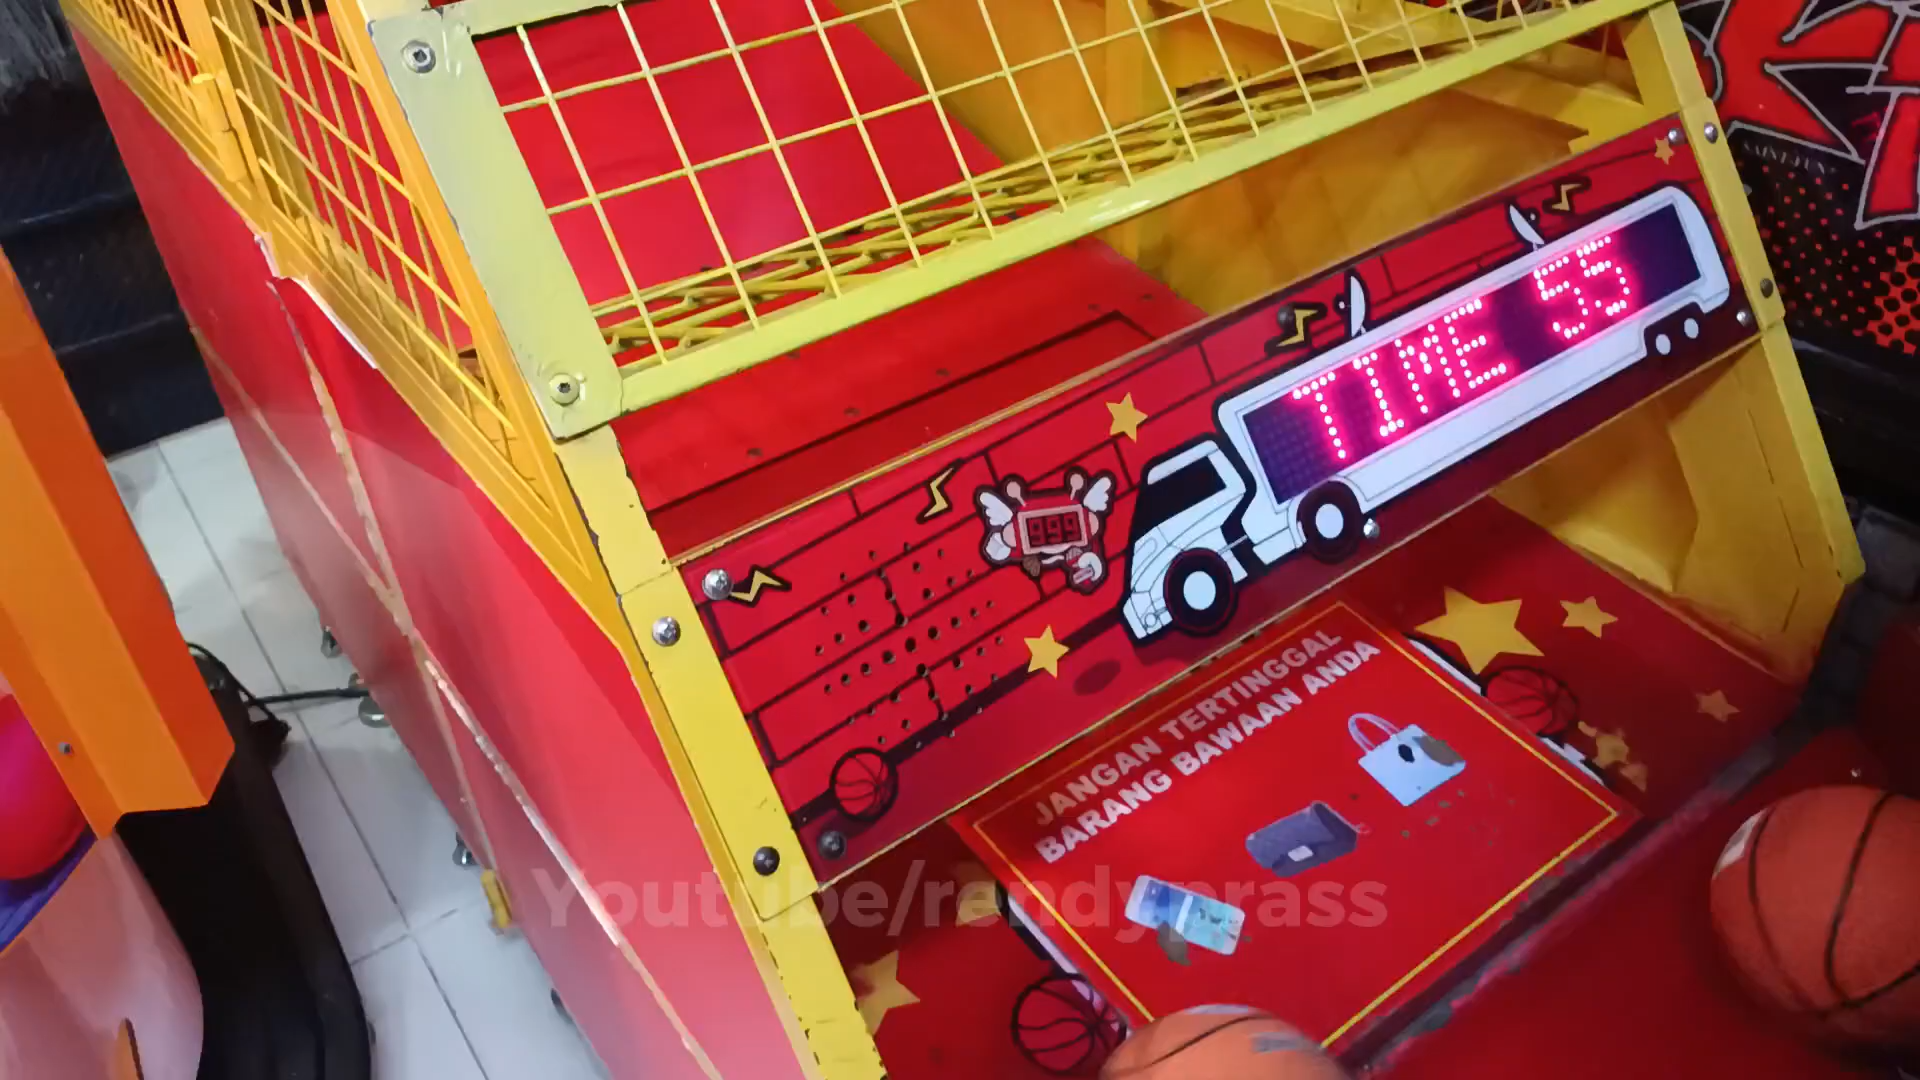 TIME 55
999
JANGAN TERTINGGAL
BARANG BAWAAN ANDA
Youtube/rendyprass